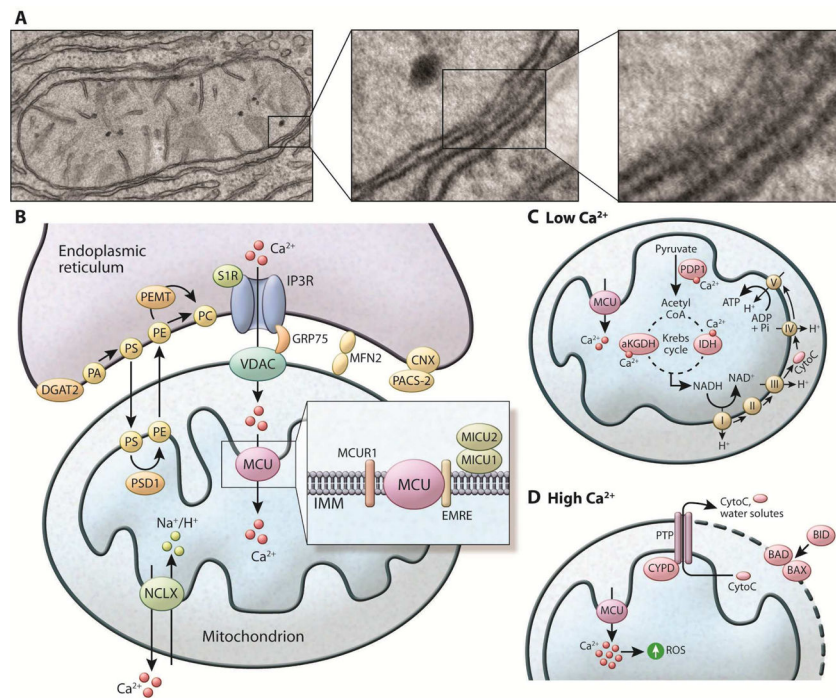 A
B
Endoplasmic
reticulum
Ca²⁺
S1R
IP3R
PEMT
PC
GRP75
PE
PS
PA
DGAT2
VDAC
MFN2
CNX
PACS-2
PS
PE
PSD1
MCU
Na⁺/H⁺
Ca²⁺
NCLX
Mitochondrion
Ca²⁺
MICU2
MICU1
MCUR1
MCU
IMM
EMRE
C Low Ca²⁺
Pyruvate
PDP1
Ca²⁺
MCU
Acetyl
CoA
Ca²⁺
Ca²⁺
aKGDH
Krebs
cycle
IDH
Ca²⁺
NADH
NAD⁺
ATP
H⁺
ADP
+ Pi
V
IV
H⁺
CytoC
III
H⁺
II
I
H⁺
D High Ca²⁺
CytoC,
water solutes
PTP
CYPD
CytoC
BID
BAD
BAX
MCU
Ca²⁺
ROS